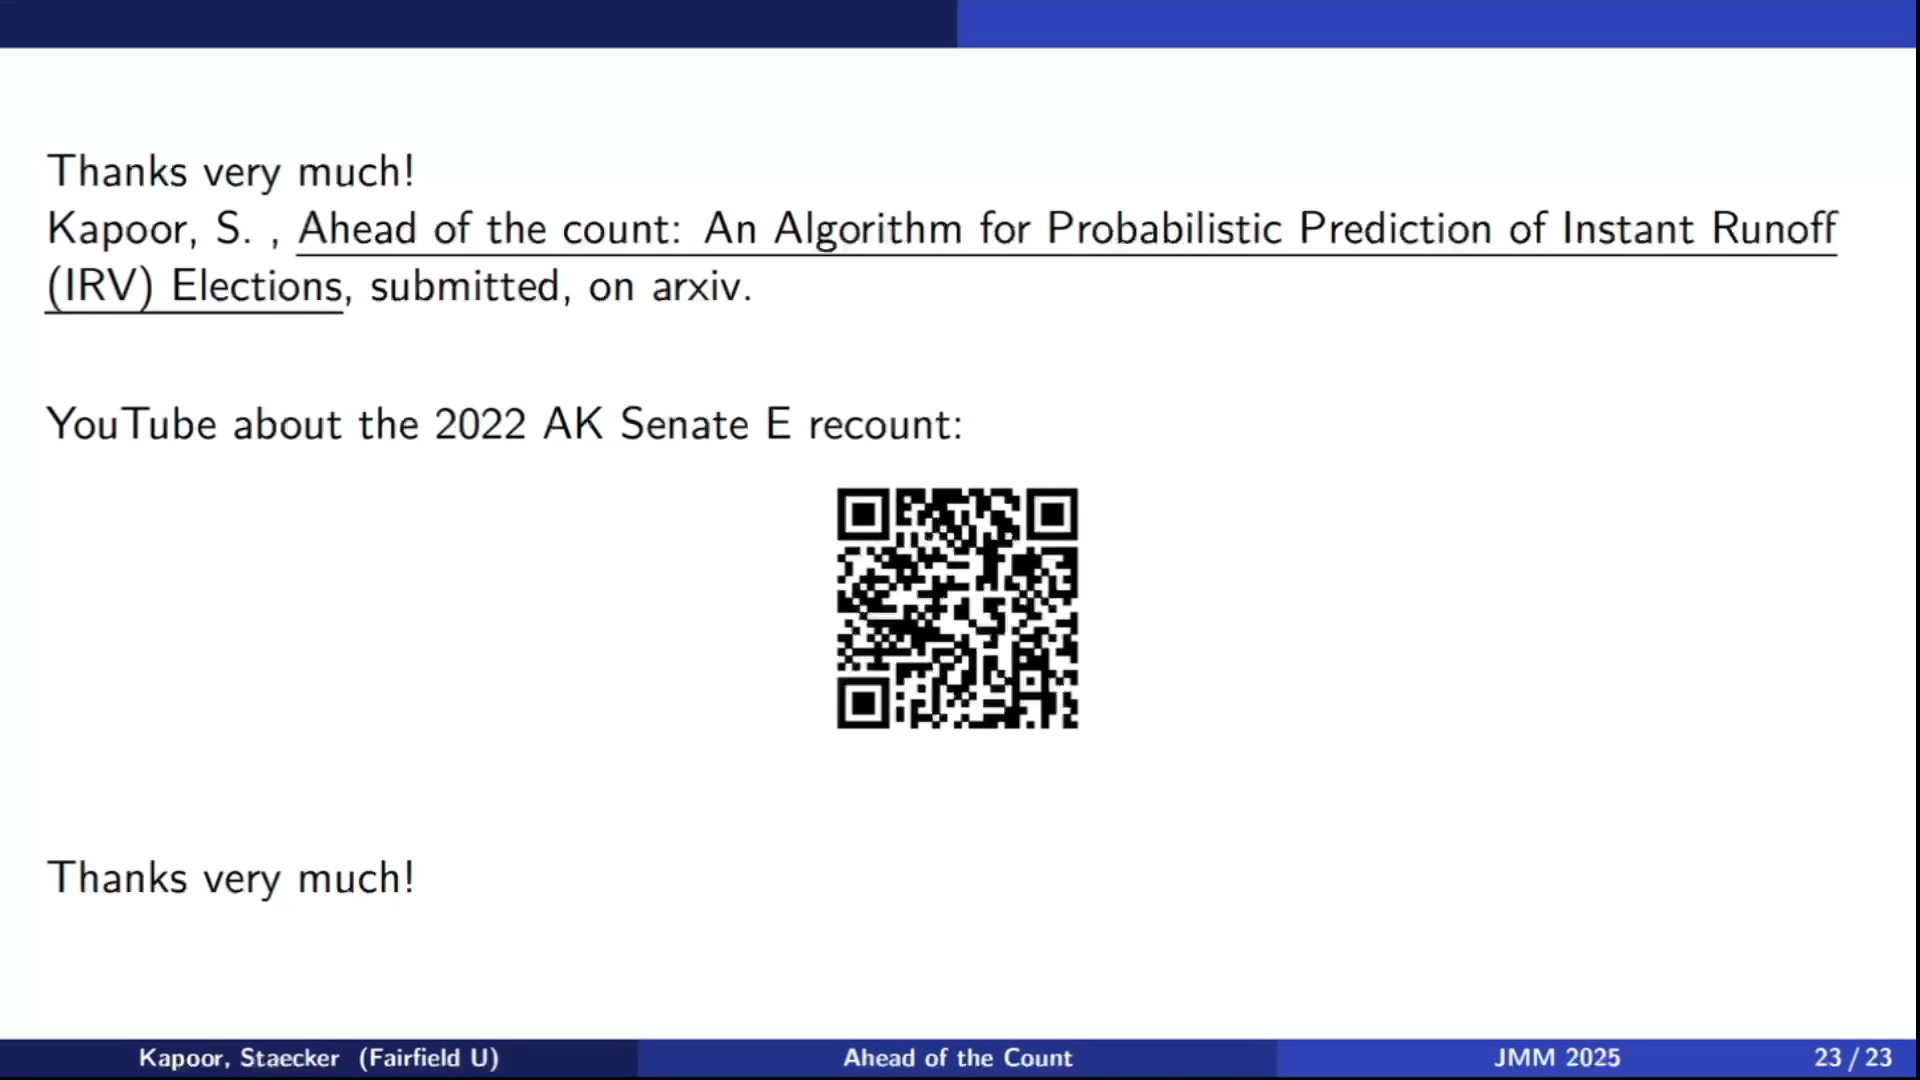 Thanks very much!
Kapoor, S. , Ahead of the count: An Algorithm for Probabilistic Prediction of Instant Runoff
(IRV) Elections, submitted, on arxiv.
YouTube about the 2022 AK Senate E recount:
Thanks very much!
Kapoor, Staecker (Fairfield U) Ahead of the Count JMM 2025 23 / 23